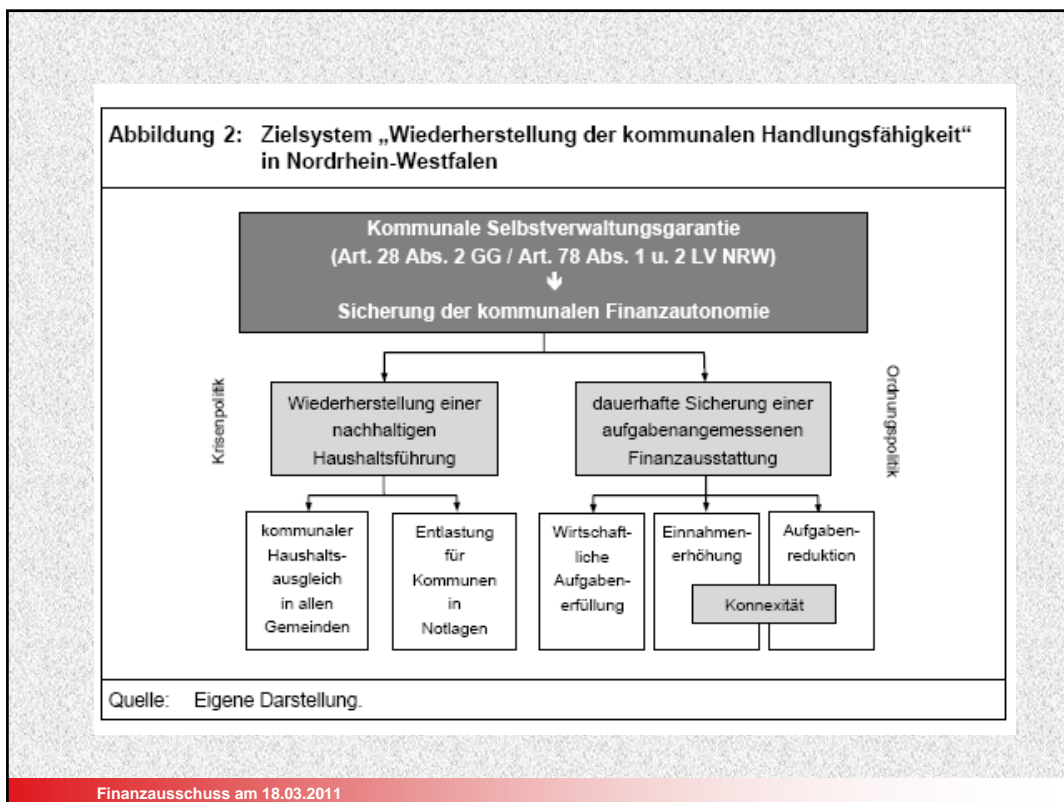 Abbildung 2: Zielsystem „Wiederherstellung der kommunalen Handlungsfähigkeit“
in Nordrhein-Westfalen
Kommunale Selbstverwaltungsgarantie
(Art. 28 Abs. 2 GG / Art. 78 Abs. 1 u. 2 LV NRW)
Sicherung der kommunalen Finanzautonomie
Krisenpolitik
Wiederherstellung einer
nachhaltigen
Haushaltsführung
dauerhafte Sicherung einer
aufgabenangemessenen
Finanzausstattung
Ordnungspolitik
kommunaler
Haushalts-
ausgleich
in allen
Gemeinden
Entlastung
für
Kommunen
in
Notlagen
Wirtschaft-
liche
Aufgaben-
erfüllung
Einnahmen-
erhöhung
Aufgaben-
reduktion
Konnexität
Quelle: Eigene Darstellung.
Finanzausschuss am 18.03.2011